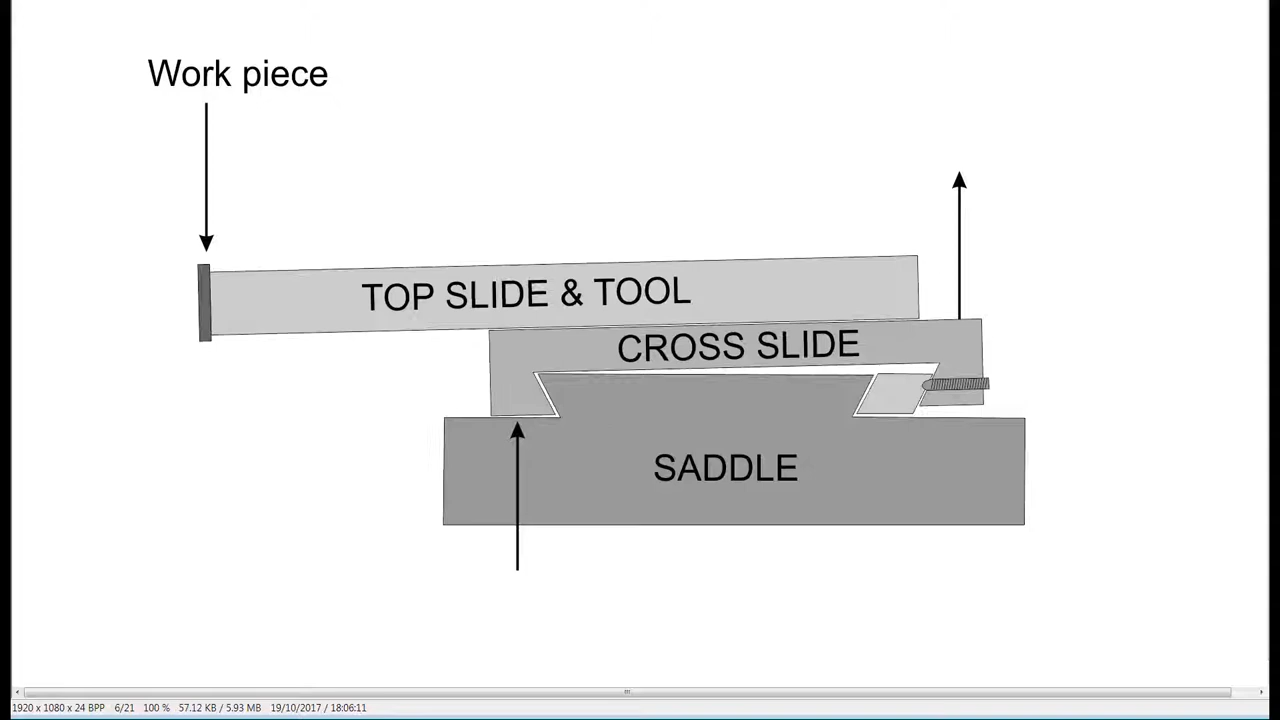 Work piece
TOP SLIDE & TOOL
CROSS SLIDE
SADDLE
1920 x 1080 x 24 BPP 6/21 100 % 57.12 KB / 5.93 MB 19/10/2017 / 18:06:11